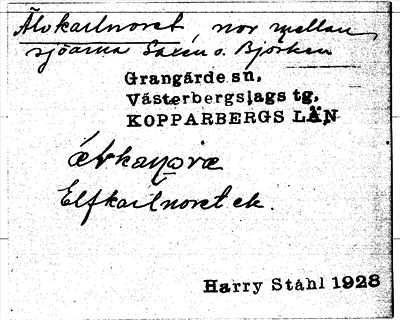 Älvkarlnoret, nor mellan
sjöarna Saxen o. Björken
Grangärde sn,
Västerbergslags tg,
KOPPARBERGS LÄN
Elfkarlnoret ek.
Harry Ståhl 1928